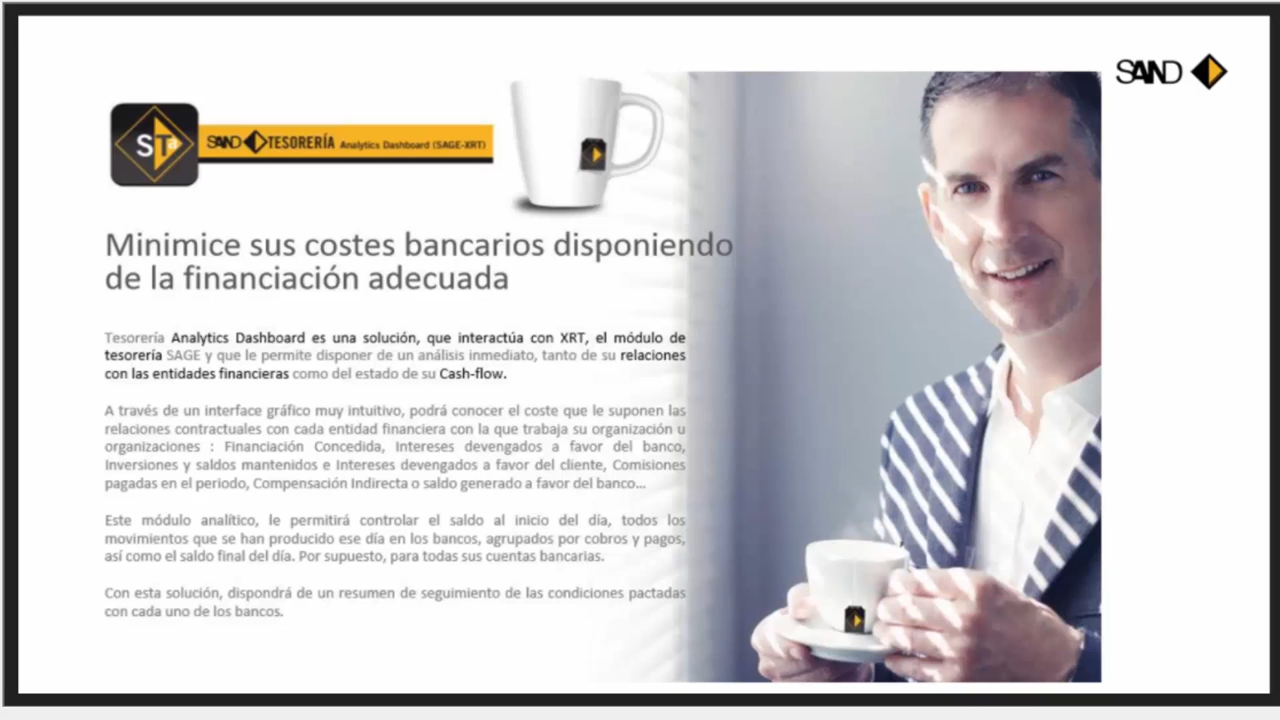 SAND
STa
SAND TESORERÍA Analytics Dashboard (SAGE-XRT)
Minimice sus costes bancarios disponiendo
de la financiación adecuada
Tesorería Analytics Dashboard es una solución, que interactúa con XRT, el módulo de
tesorería SAGE y que le permite disponer de un análisis inmediato, tanto de su relaciones
con las entidades financieras como del estado de su Cash-flow.
A través de un interface gráfico muy intuitivo, podrá conocer el coste que le suponen las
relaciones contractuales con cada entidad financiera con la que trabaja su organización u
organizaciones : Financiación Concedida, Intereses devengados a favor del banco,
Inversiones y saldos mantenidos e Intereses devengados a favor del cliente, Comisiones
pagadas en el periodo, Compensación Indirecta o saldo generado a favor del banco...
Este módulo analítico, le permitirá controlar el saldo al inicio del día, todos los
movimientos que se han producido ese día en los bancos, agrupados por cobros y pagos,
así como el saldo final del día. Por supuesto, para todas sus cuentas bancarias.
Con esta solución, dispondrá de un resumen de seguimiento de las condiciones pactadas
con cada uno de los bancos.